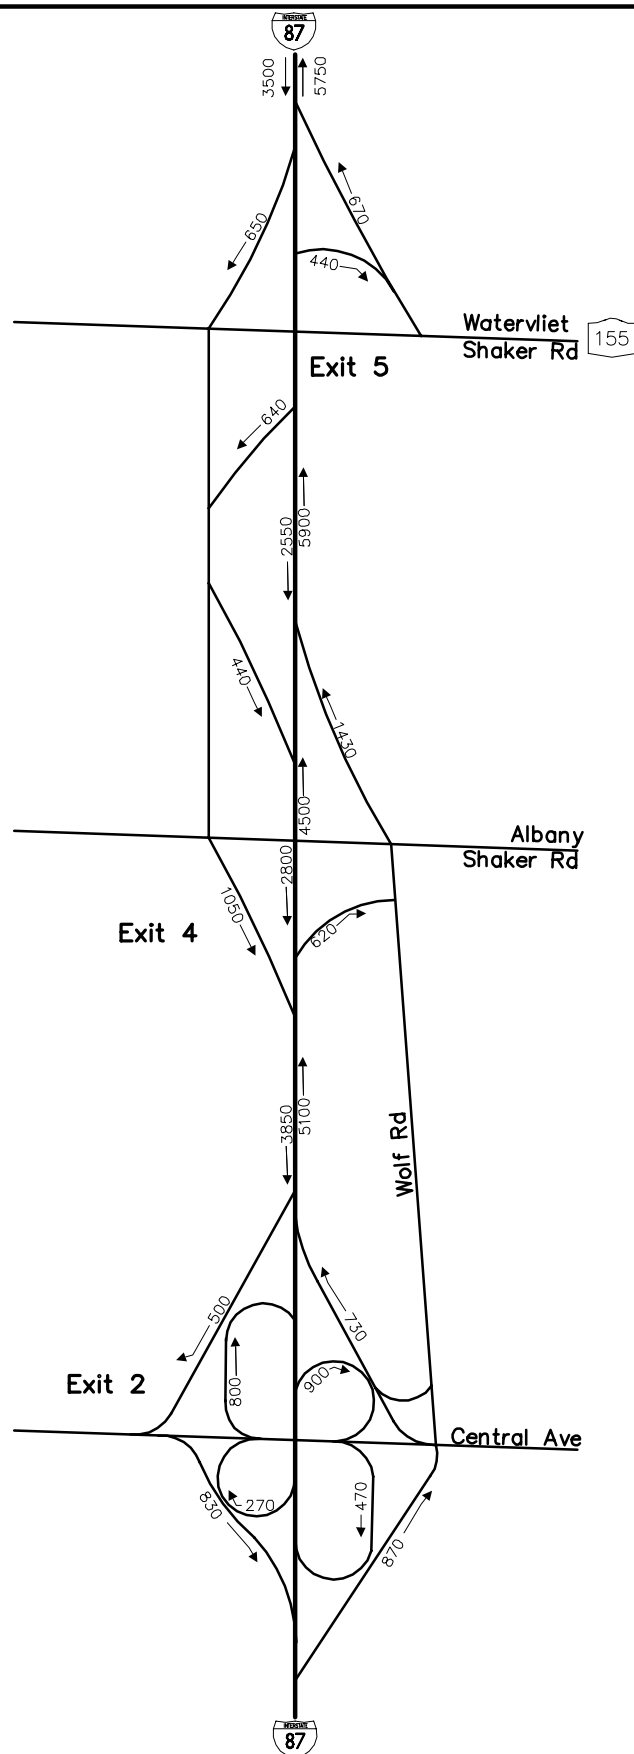 INTERSTATE
87
3500
5750
670
650
440
Watervliet
Shaker Rd
155
Exit 5
640
2550
5900
440
1430
4500
Albany
Shaker Rd
2800
1050
Exit 4
620
3850
5100
Wolf Rd
500
730
800
900
Exit 2
Central Ave
830
270
470
870
INTERSTATE
87